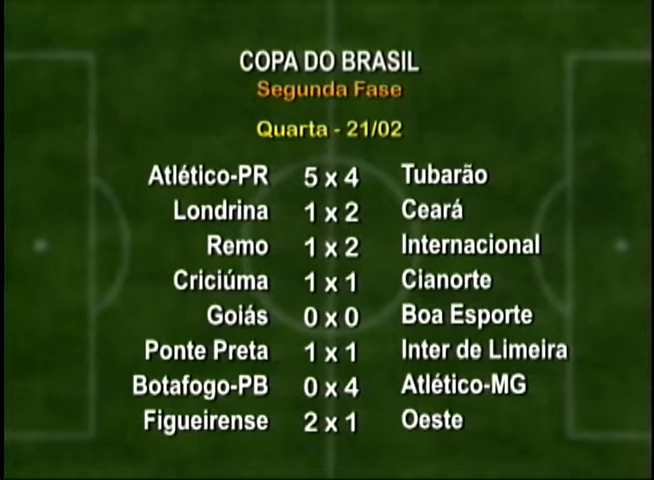 COPA DO BRASIL
Segunda Fase
Quarta - 21/02
Atlético-PR 5 x 4 Tubarão
Londrina 1 x 2 Ceará
Remo 1 x 2 Internacional
Criciúma 1 x 1 Cianorte
Goiás 0 x 0 Boa Esporte
Ponte Preta 1 x 1 Inter de Limeira
Botafogo-PB 0 x 4 Atlético-MG
Figueirense 2 x 1 Oeste